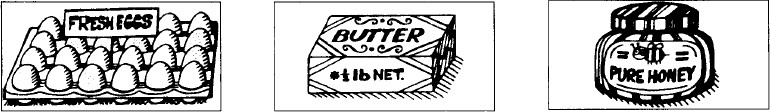 FRESH EGGS
BUTTER
*½ lb NET.
PURE HONEY